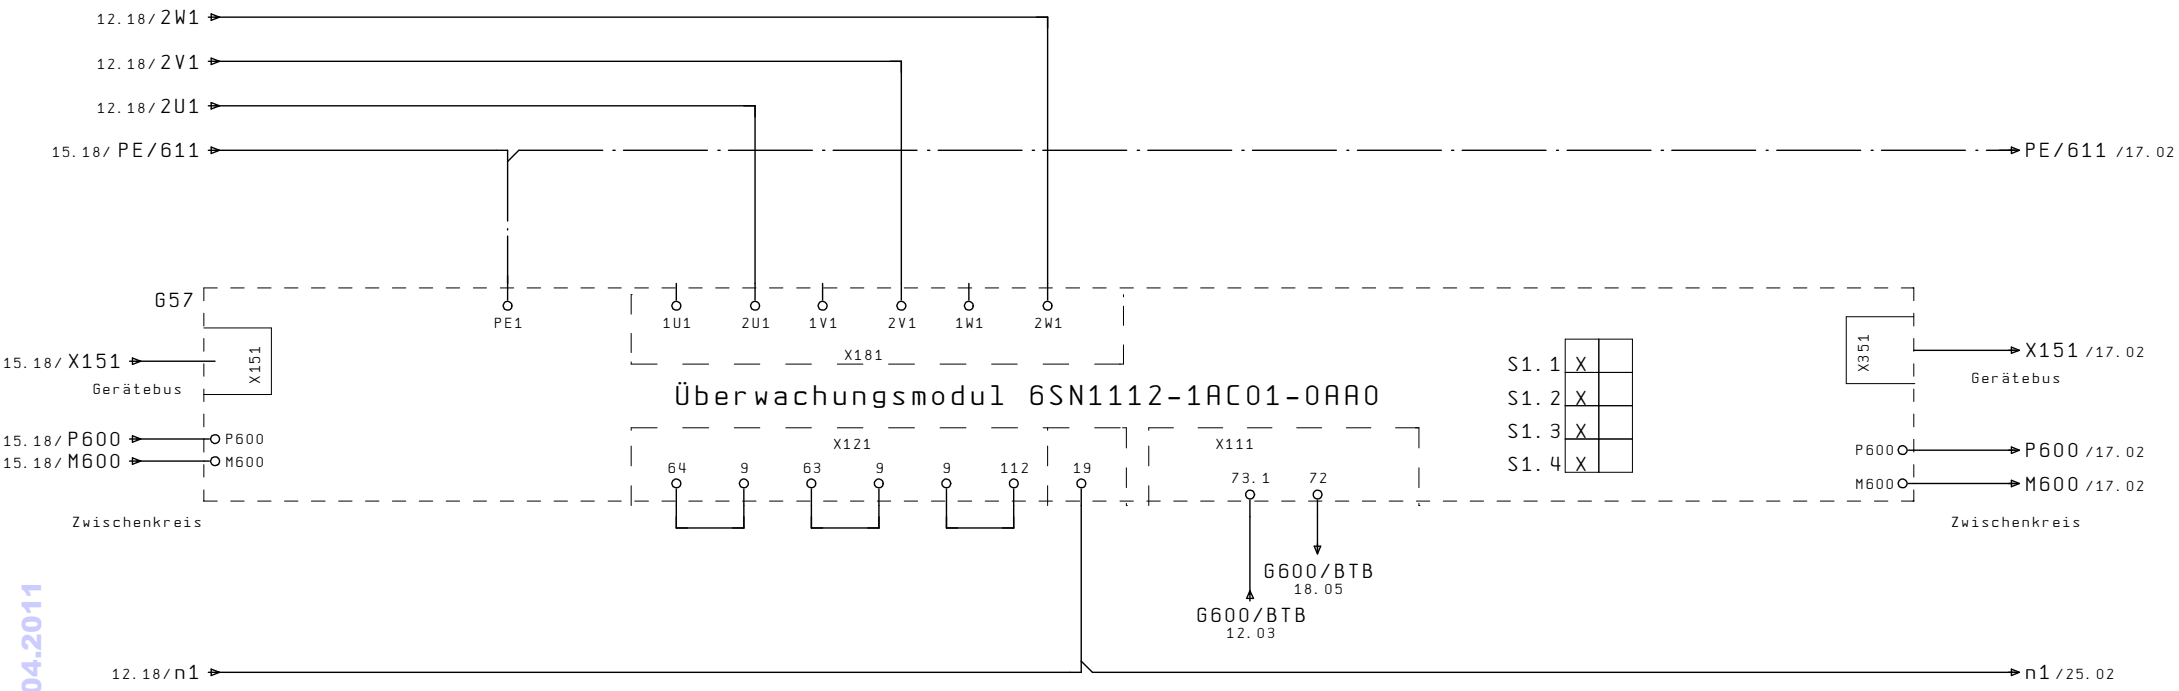 12.18/2W1
12.18/2V1
12.18/2U1
15.18/ PE/611
PE/611 /17.02
G57
PE1
1U1 2U1 1V1 2V1 1W1 2W1
X181
15.18/ X151
X151
Gerätebus
Überwachungsmodul 6SN1112-1AC01-0AA0
S1.1 X
S1.2 X
S1.3 X
S1.4 X
X351
X151 /17.02
Gerätebus
15.18/ P600
P600
15.18/ M600
M600
Zwischenkreis
X121
64 9 63 9 9 112 19
X111
73.1 72
P600
P600 /17.02
M600
M600 /17.02
Zwischenkreis
G600/BTB
18.05
G600/BTB
12.03
04.2011
12.18/n1
n1 /25.02